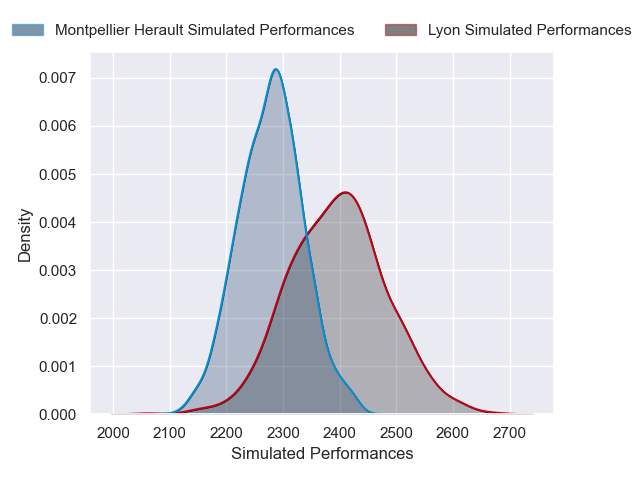 Montpellier Herault Simulated Performances Lyon Simulated Performances
0.007
0.006
0.005
0.004
0.003
0.002
0.001
0.000
Density
2000 2100 2200 2300 2400 2500 2600 2700
Simulated Performances